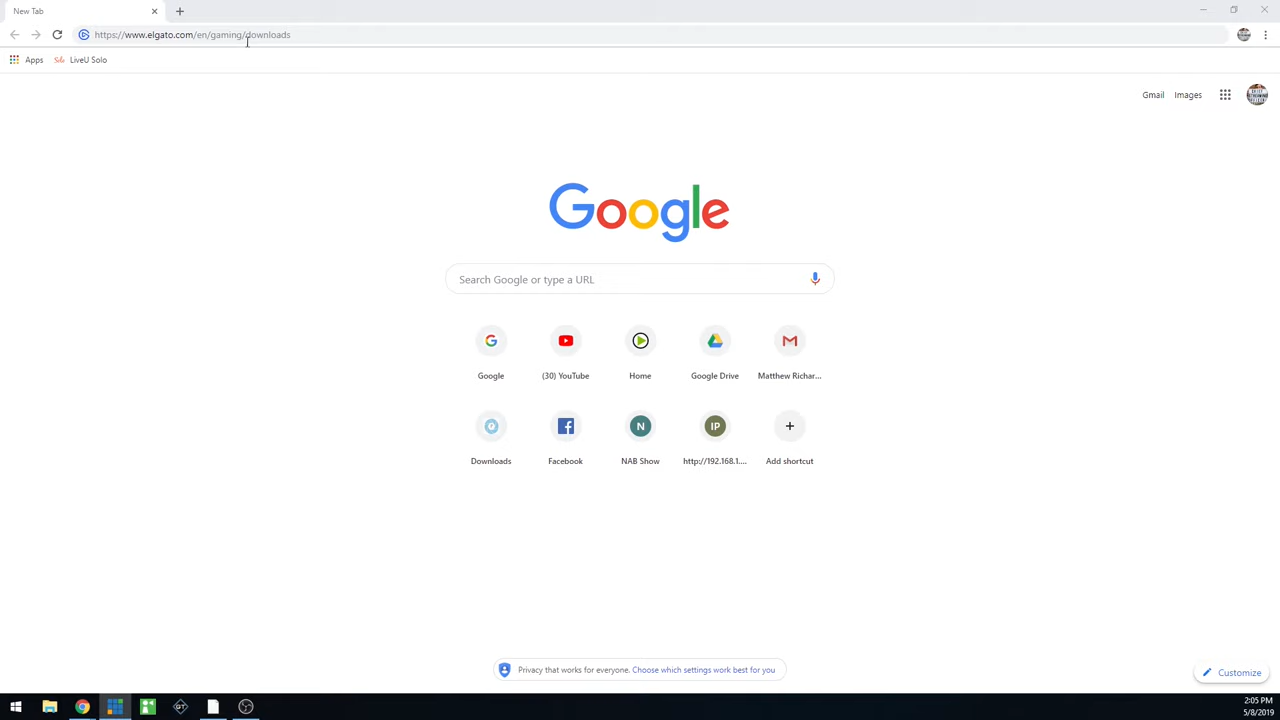 New Tab
https://www.elgato.com/en/gaming/downloads
Apps
LiveU Solo
Gmail
Images
Google
Search Google or type a URL
Google
(30) YouTube
Home
Google Drive
Matthew Richar...
Downloads
Facebook
N
NAB Show
IP
http://192.168.1....
Add shortcut
Privacy that works for everyone. Choose which settings work best for you
Customize
GT
2:05 PM
5/8/2019